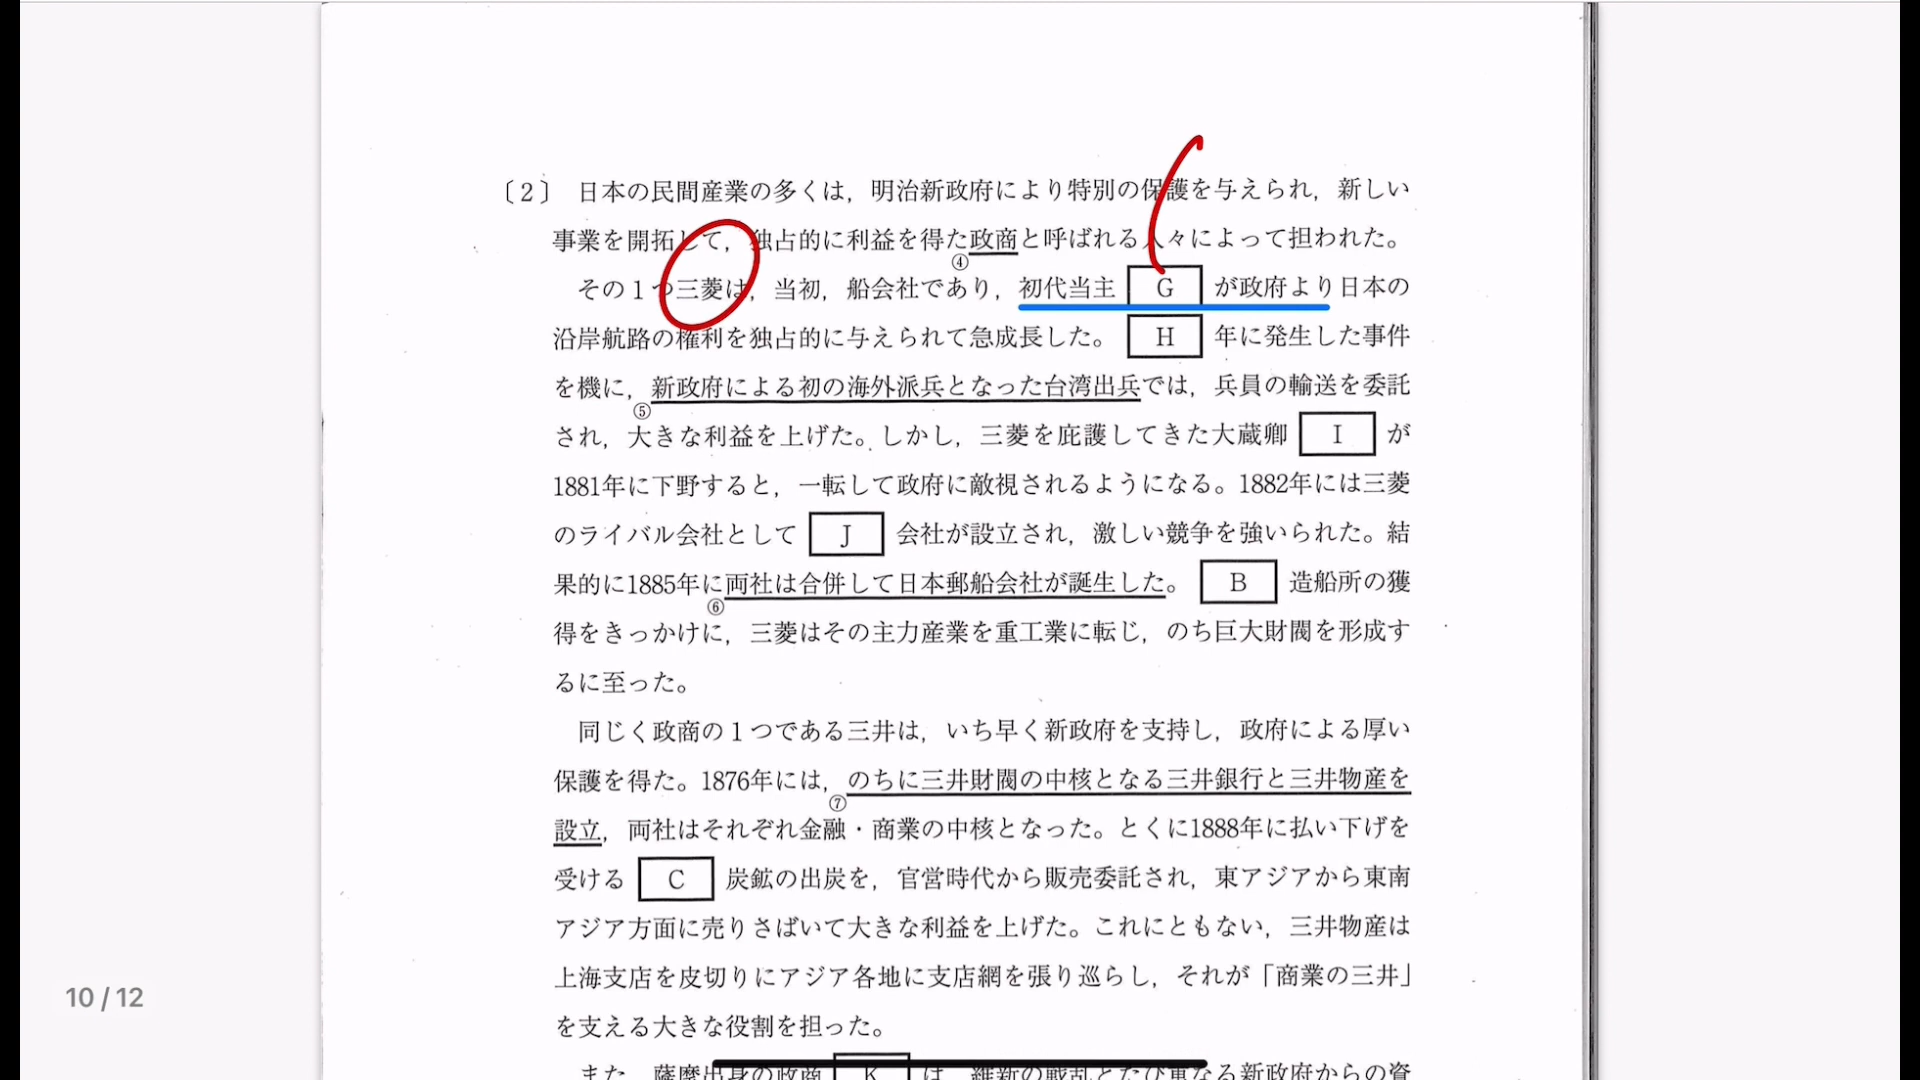 〔2〕 日本の民間産業の多くは，明治新政府により特別の保護を与えられ，新しい
事業を開拓して，独占的に利益を得た政商と呼ばれる人々によって担われた。
④
その1つ三菱は，当初，船会社であり，初代当主 G が政府より日本の
沿岸航路の権利を独占的に与えられて急成長した。 H 年に発生した事件
を機に，新政府による初の海外派兵となった台湾出兵では，兵員の輸送を委託
⑤
され，大きな利益を上げた。しかし，三菱を庇護してきた大蔵卿 I が
1881年に下野すると，一転して政府に敵視されるようになる。1882年には三菱
のライバル会社として J 会社が設立され，激しい競争を強いられた。結
果的に1885年に両社は合併して日本郵船会社が誕生した。 B 造船所の獲
⑥
得をきっかけに，三菱はその主力産業を重工業に転じ，のち巨大財閥を形成す
るに至った。
同じく政商の1つである三井は，いち早く新政府を支持し，政府による厚い
保護を得た。1876年には，のちに三井財閥の中核となる三井銀行と三井物産を
⑦
設立，両社はそれぞれ金融・商業の中核となった。とくに1888年に払い下げを
受ける C 炭鉱の出炭を，官営時代から販売委託され，東アジアから東南
アジア方面に売りさばいて大きな利益を上げた。これにともない，三井物産は
上海支店を皮切りにアジア各地に支店網を張り巡らし，それが「商業の三井」
を支える大きな役割を担った。
また，薩摩出身の政商 K は，維新の戦乱とたび重なる新政府からの資
10 / 12